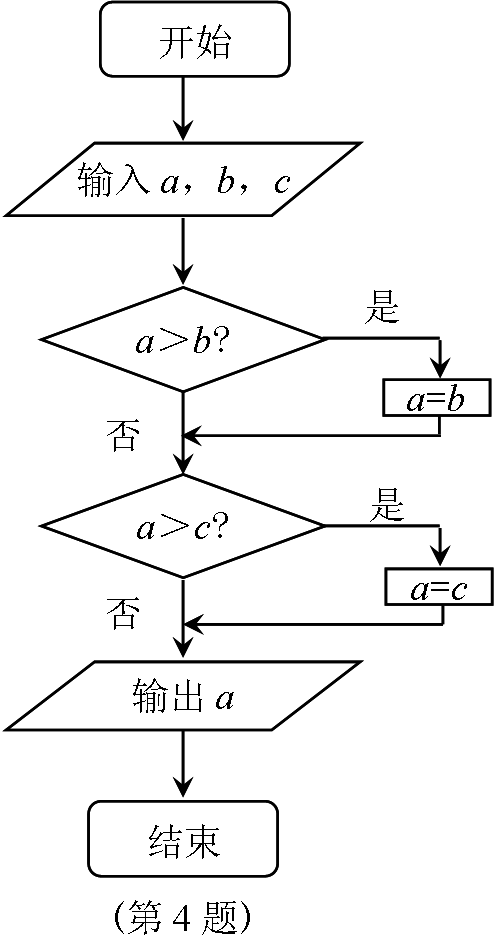 开始
输入 a，b，c
a＞b?
是
a=b
否
a＞c?
是
a=c
否
输出 a
结束
(第 4 题)